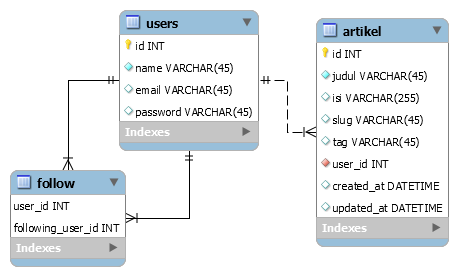 users
id INT
name VARCHAR(45)
email VARCHAR(45)
password VARCHAR(45)
Indexes
artikel
id INT
judul VARCHAR(45)
isi VARCHAR(255)
slug VARCHAR(45)
tag VARCHAR(45)
user_id INT
created_at DATETIME
updated_at DATETIME
Indexes
follow
user_id INT
following_user_id INT
Indexes